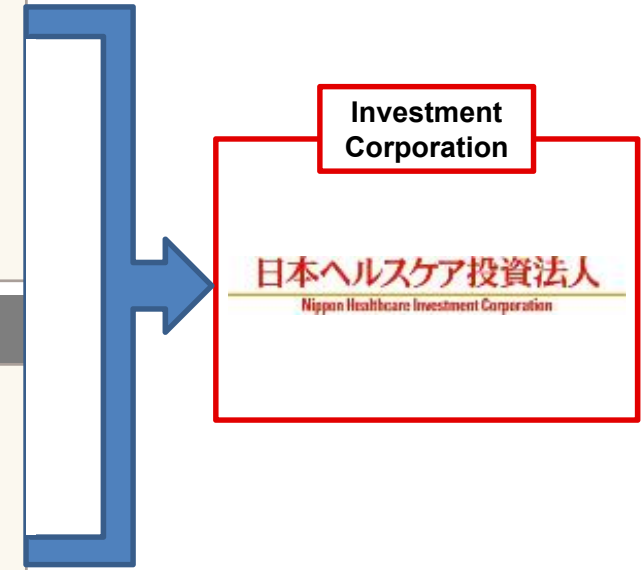 Investment
Corporation
日本ヘルスケア投資法人
Nippon Healthcare Investment Corporation